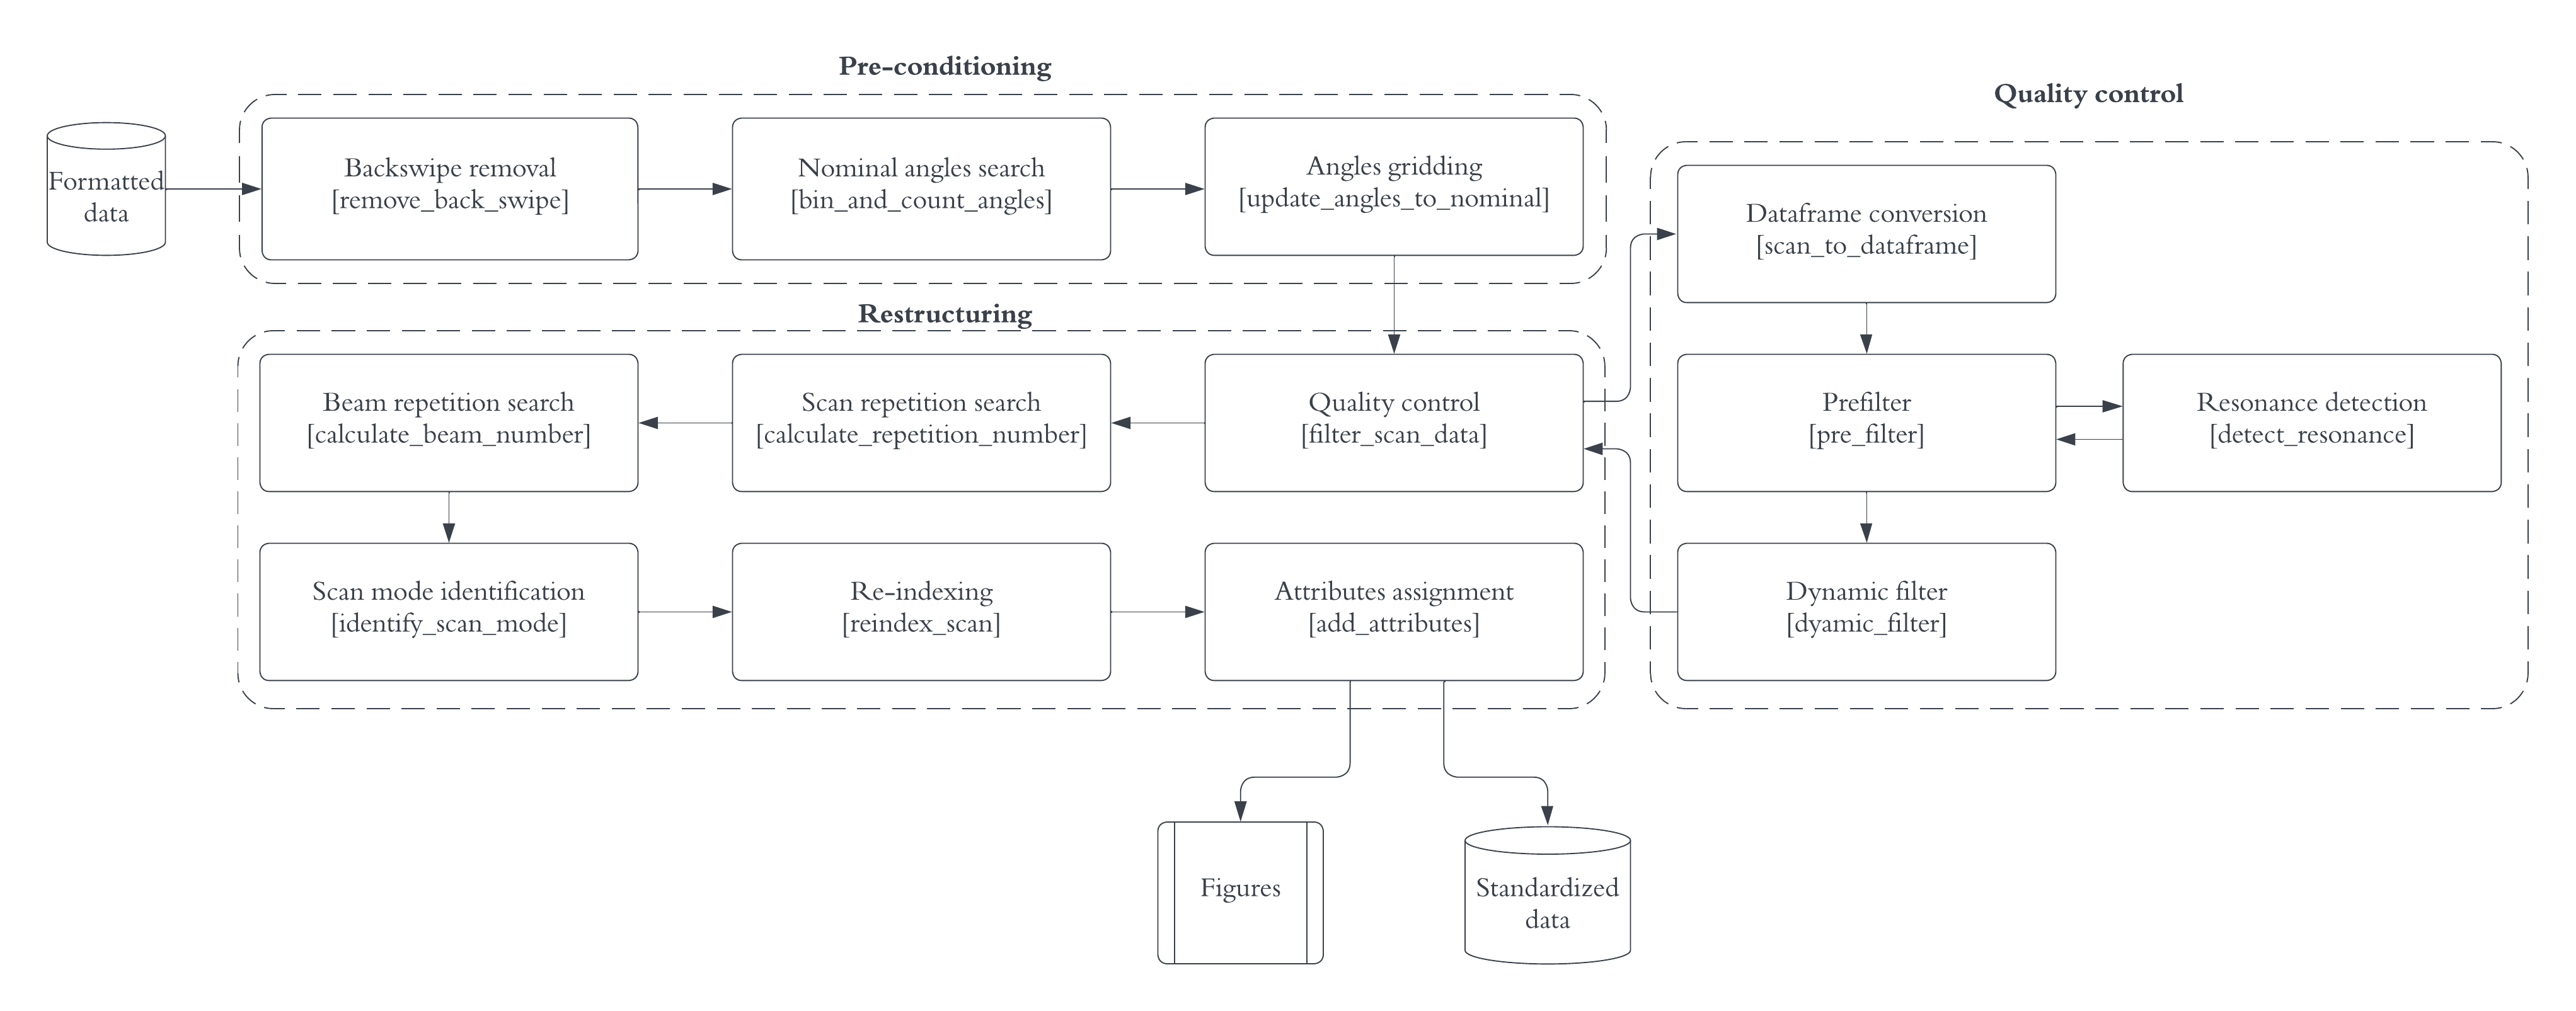 Pre-conditioning
Quality control
Formatted
data
Backswipe removal
[remove_back_swipe]
Nominal angles search
[bin_and_count_angles]
Angles gridding
[update_angles_to_nominal]
Dataframe conversion
[scan_to_dataframe]
Restructuring
Beam repetition search
[calculate_beam_number]
Scan repetition search
[calculate_repetition_number]
Quality control
[filter_scan_data]
Prefilter
[pre_filter]
Resonance detection
[detect_resonance]
Scan mode identification
[identify_scan_mode]
Re-indexing
[reindex_scan]
Attributes assignment
[add_attributes]
Dynamic filter
[dyamic_filter]
Figures
Standardized
data